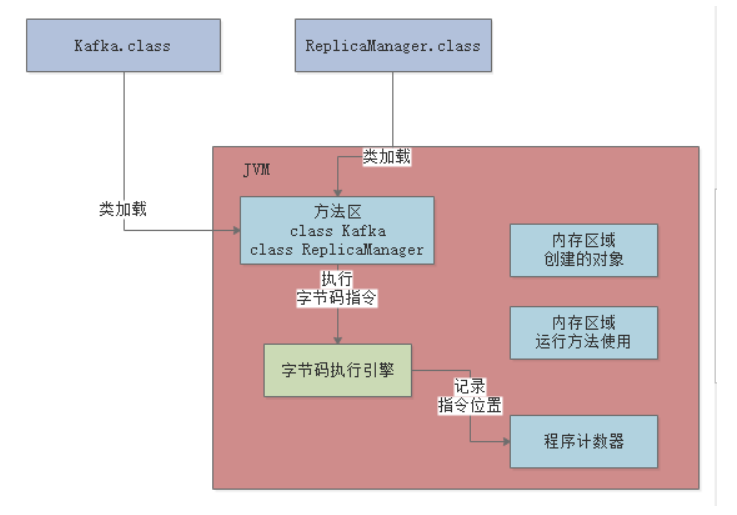 Kafka.class
ReplicaManager.class
类加载
JVM
类加载
方法区
class Kafka
class ReplicaManager
内存区域
创建的对象
执行
字节码指令
内存区域
运行方法使用
字节码执行引擎
记录
指令位置
程序计数器